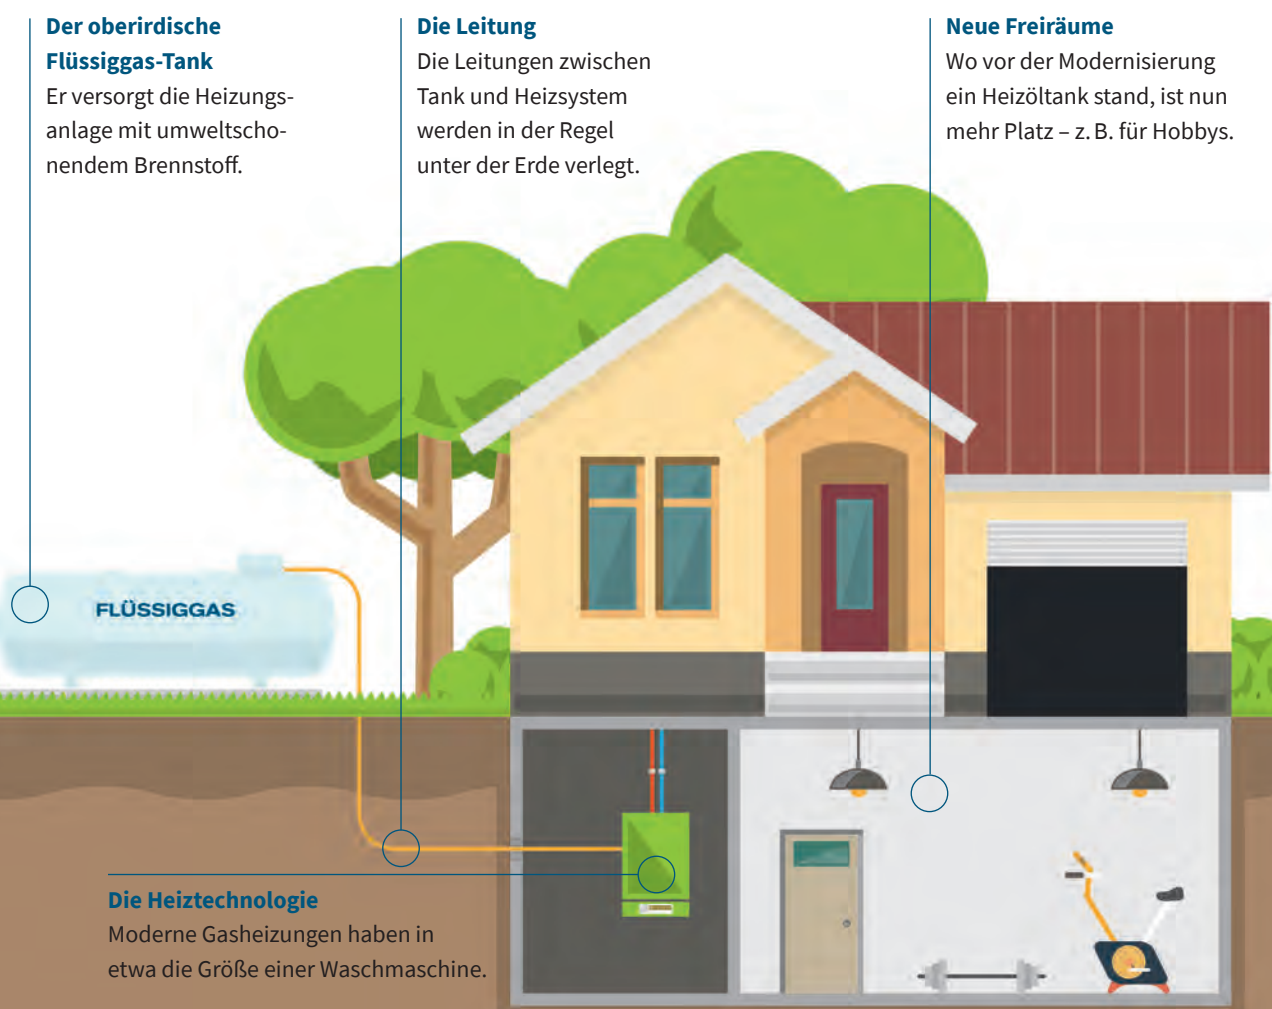 Der oberirdische
Flüssiggas-Tank
Er versorgt die Heizungs-
anlage mit umweltscho-
nendem Brennstoff.
Die Leitung
Die Leitungen zwischen
Tank und Heizsystem
werden in der Regel
unter der Erde verlegt.
Neue Freiräume
Wo vor der Modernisierung
ein Heizöltank stand, ist nun
mehr Platz – z. B. für Hobbys.
FLÜSSIGGAS
Die Heiztechnologie
Moderne Gasheizungen haben in
etwa die Größe einer Waschmaschine.